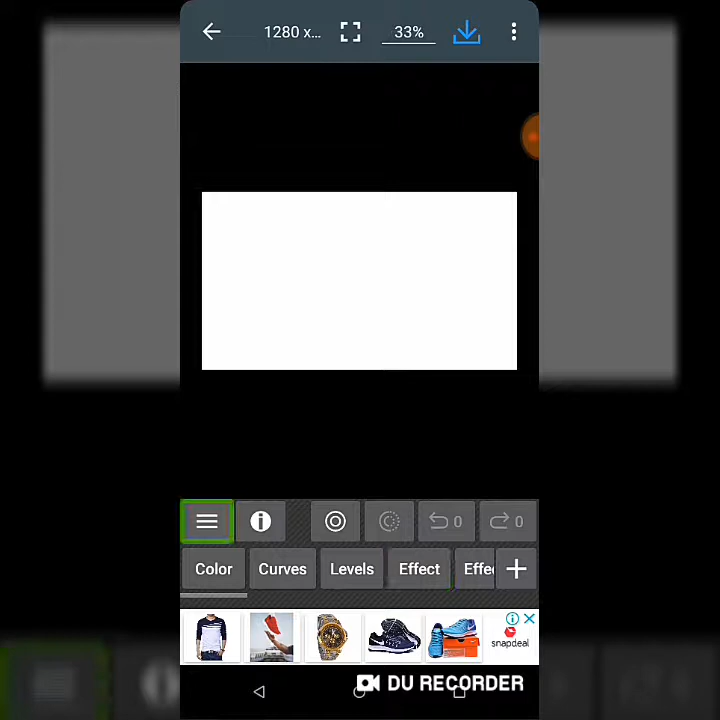 1280 x...
33%
0
0
Color
Curves
Levels
Effect
Effe
snapdeal
DU RECORDER